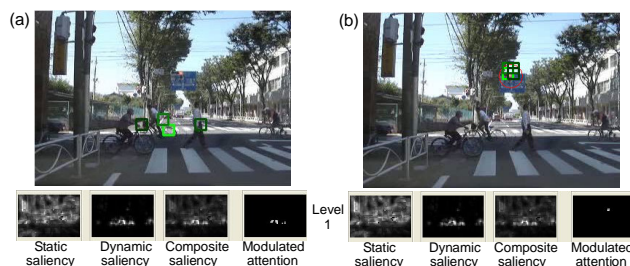 (a)
(b)
Level
1
Static
saliency
Dynamic
saliency
Composite
saliency
Modulated
attention
Static
saliency
Dynamic
saliency
Composite
saliency
Modulated
attention